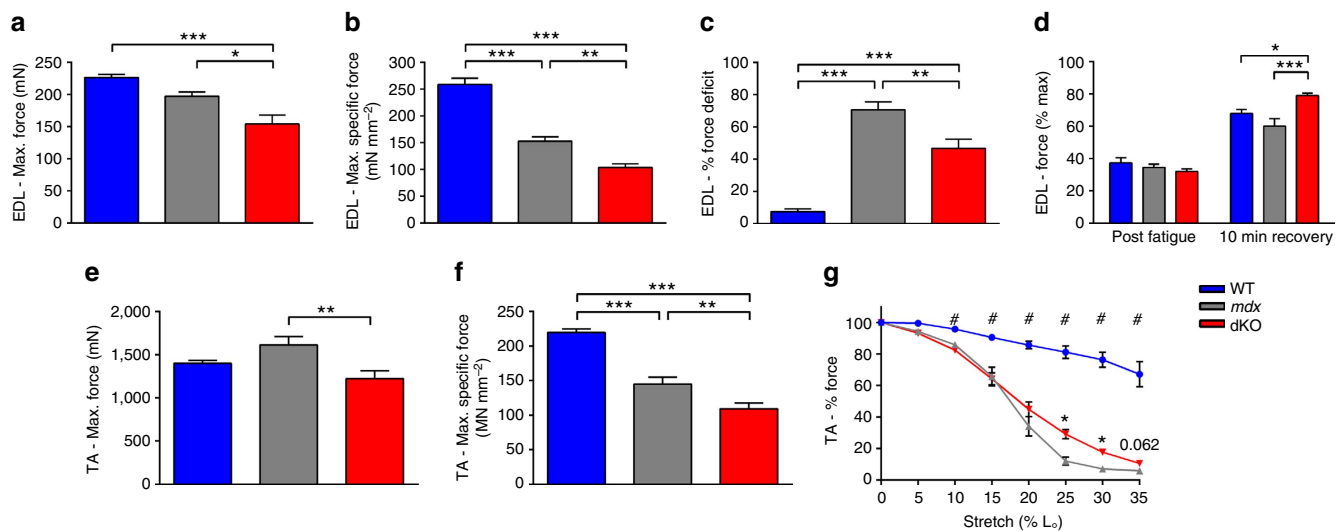 a
***
*
EDL - Max. force (mN)
250
200
150
100
50
0
b
***
***
**
EDL - Max. specific force
(mN mm⁻²)
300
250
200
150
100
50
0
c
***
***
**
EDL - % force deficit
100
80
60
40
20
0
d
*
***
EDL - force (% max)
100
80
60
40
20
0
Post fatigue
10 min recovery
e
**
TA - Max. force (mN)
2,000
1,500
1,000
500
0
f
***
***
**
TA - Max. specific force
(MN mm⁻²)
250
200
150
100
50
0
g
WT
mdx
dKO
# # # # # #
* *
0.062
TA - % force
100
80
60
40
20
0
0 5 10 15 20 25 30 35
Stretch (% Lₒ)